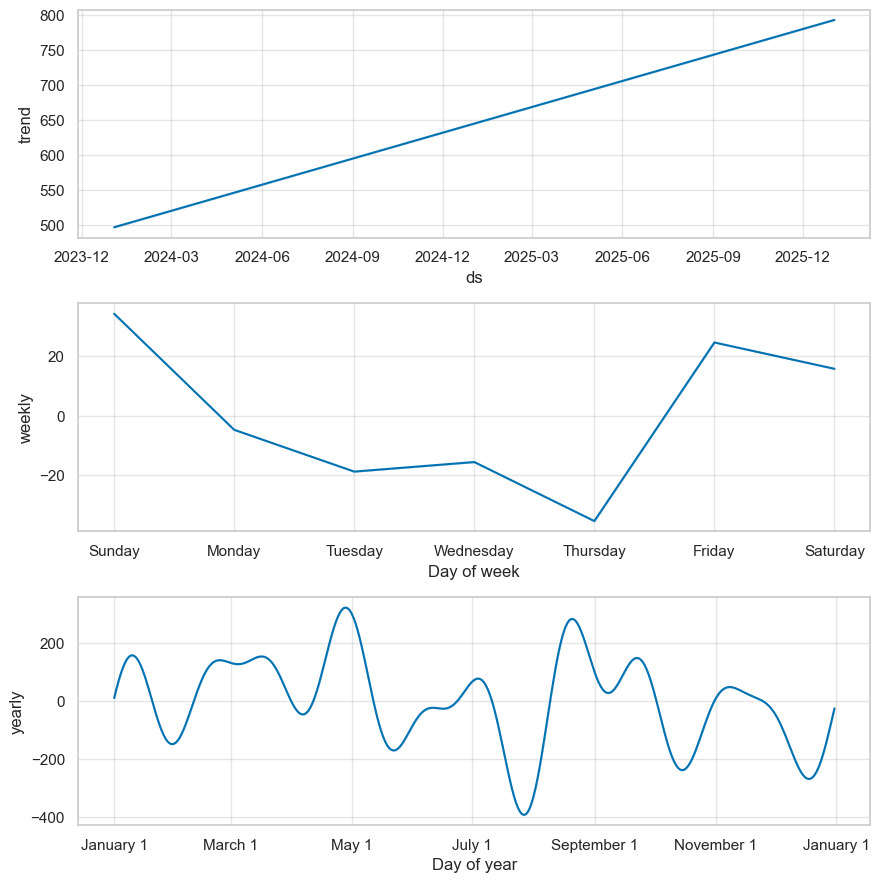 800
750
700
650
600
550
500
trend
2023-12 2024-03 2024-06 2024-09 2024-12 2025-03 2025-06 2025-09 2025-12
ds
20
0
−20
weekly
Sunday Monday Tuesday Wednesday Thursday Friday Saturday
Day of week
200
0
−200
−400
yearly
January 1 March 1 May 1 July 1 September 1 November 1 January 1
Day of year